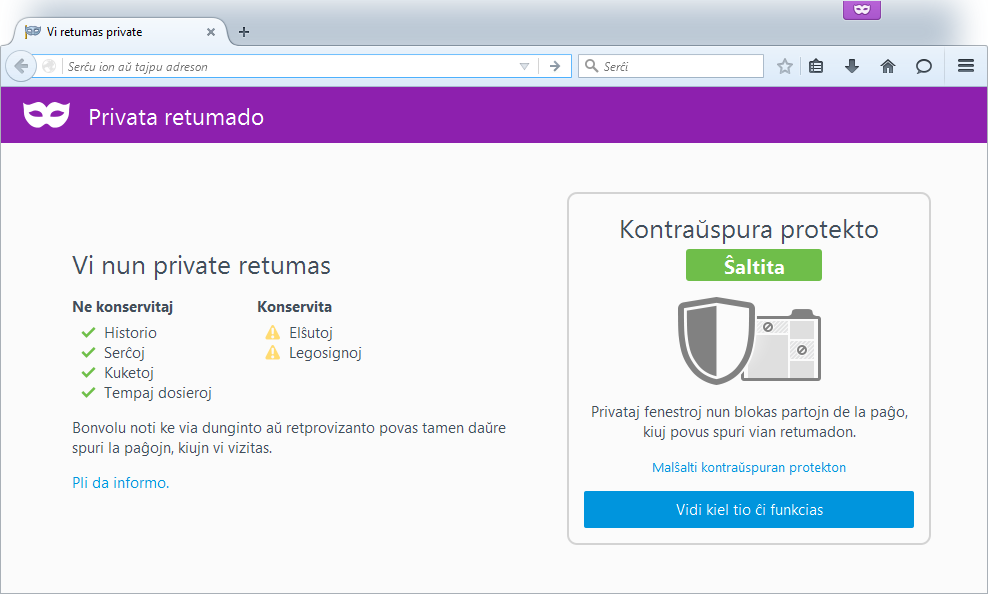 Vi retumas private
Serĉu ion aŭ tajpu adreson
Serĉi
Privata retumado
Vi nun private retumas
Ne konservitaj
Konservita
Historio
Elŝutoj
Serĉoj
Legosignoj
Kuketoj
Tempaj dosieroj
Bonvolu noti ke via dunginto aŭ retprovizanto povas tamen daŭre
spuri la paĝojn, kiujn vi vizitas.
Pli da informo.
Kontraŭspura protekto
Ŝaltita
Privataj fenestroj nun blokas partojn de la paĝo,
kiuj povus spuri vian retumadon.
Malŝalti kontraŭspuran protekton
Vidi kiel tio ĉi funkcias